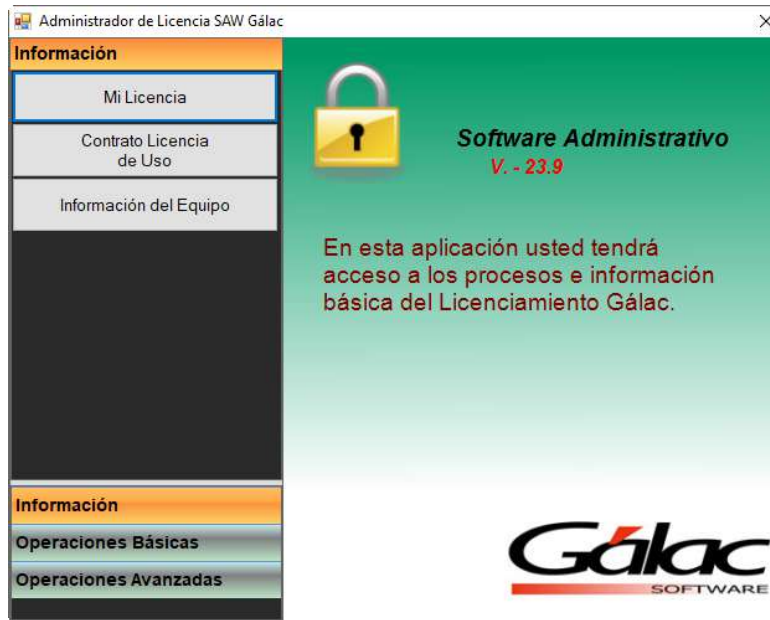 Administrador de Licencia SAW Gálac
Información
Mi Licencia
Contrato Licencia
de Uso
Información del Equipo
Software Administrativo
V. - 23.9
En esta aplicación usted tendrá
acceso a los procesos e información
básica del Licenciamiento Gálac.
Información
Operaciones Básicas
Operaciones Avanzadas
Gálac
SOFTWARE